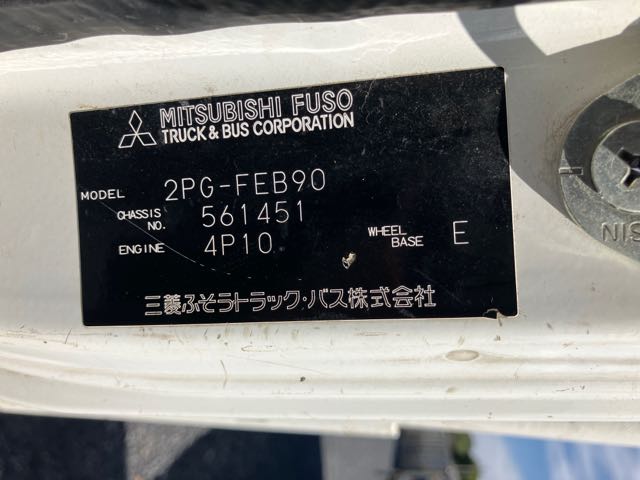 MITSUBISHI FUSO
TRUCK & BUS CORPORATION
MODEL 2PG-FEB90
CHASSIS NO. 561451
ENGINE 4P10 WHEEL BASE E
三菱ふそうトラック・バス株式会社